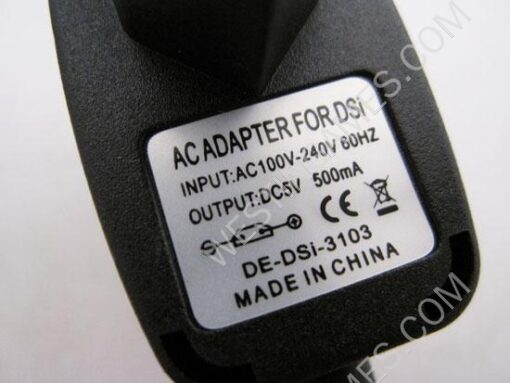 AC ADAPTER FOR DSi
INPUT:AC100V-240V 60HZ
OUTPUT:DC5V 500mA
CE
DE-DSi-3103
MADE IN CHINA